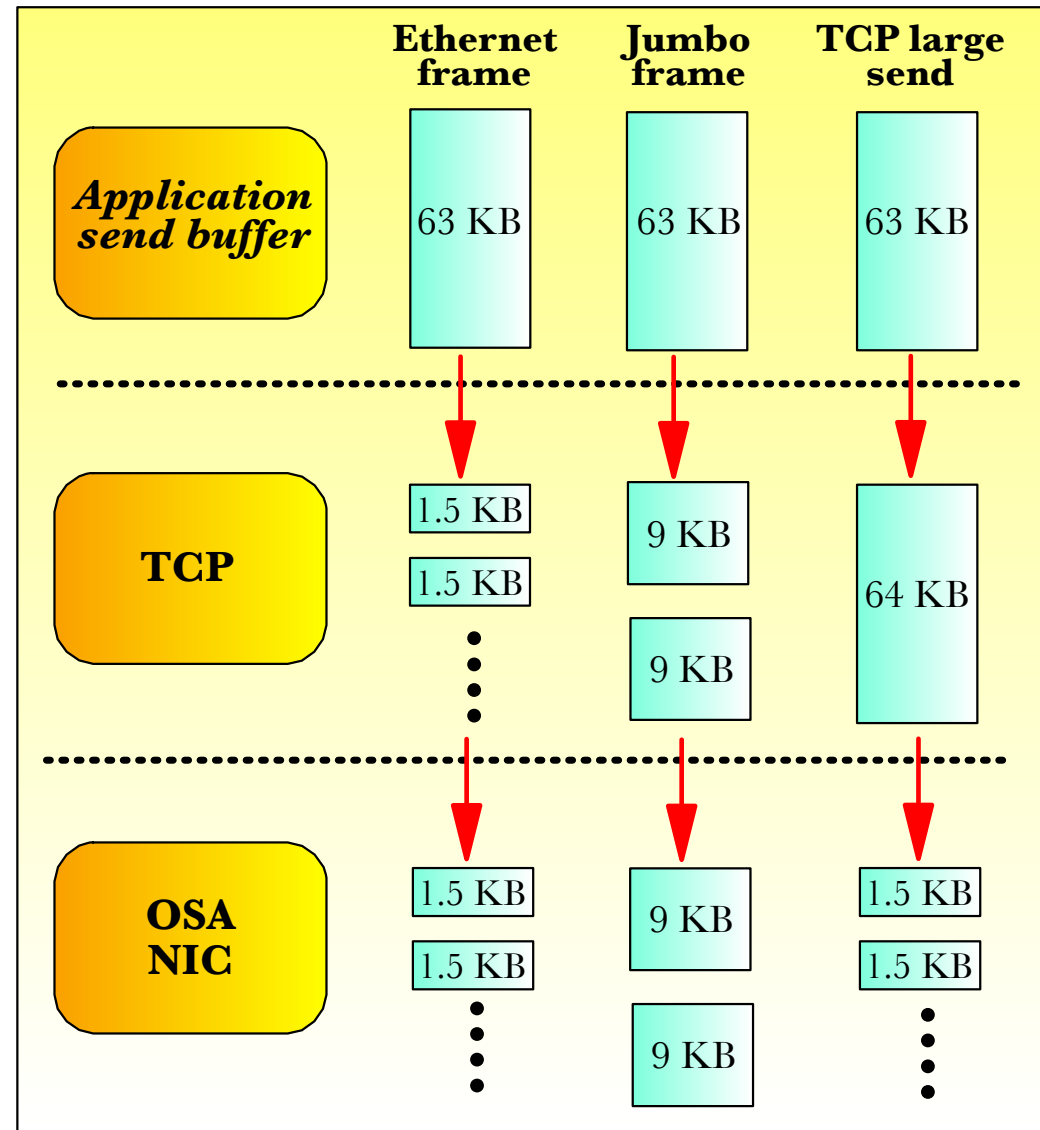 Ethernet frame
Jumbo frame
TCP large send
Application send buffer
63 KB
63 KB
63 KB
TCP
1.5 KB
1.5 KB
9 KB
9 KB
64 KB
OSA NIC
1.5 KB
1.5 KB
9 KB
9 KB
1.5 KB
1.5 KB